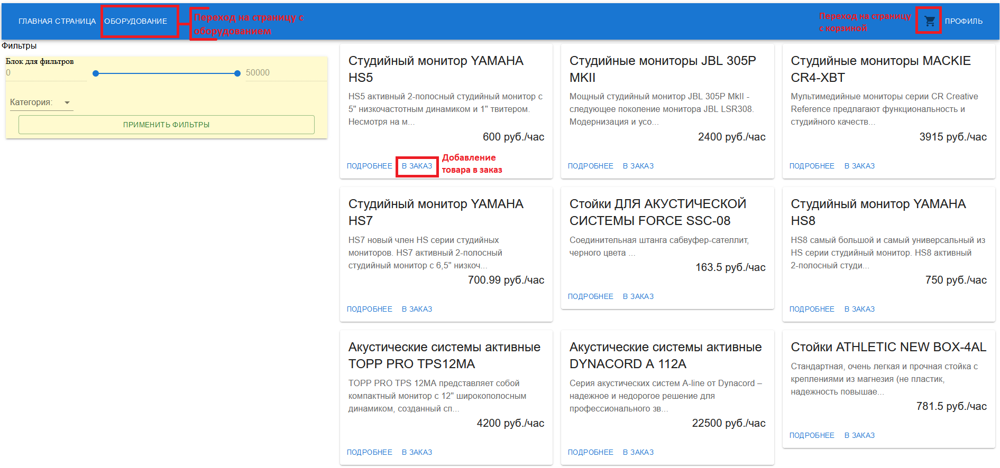 ГЛАВНАЯ СТРАНИЦА ОБОРУДОВАНИЕ
Переход на страницу с
оборудованием
Переход на страницу
с корзиной
ПРОФИЛЬ
Фильтры
Блок для фильтров
0 50000
Категория:
ПРИМЕНИТЬ ФИЛЬТРЫ
Студийный монитор YAMAHA
HS5
HS5 активный 2-полосный студийный монитор с
5" низкочастотным динамиком и 1" твитером.
Несмотря на м...
600 руб./час
ПОДРОБНЕЕ В ЗАКАЗ
Добавление
товара в заказ
Студийные мониторы JBL 305P
MKII
Мощный студийный монитор JBL 305P MkII -
следующее поколение монитора JBL LSR308.
Модернизация и усо...
2400 руб./час
ПОДРОБНЕЕ В ЗАКАЗ
Студийные мониторы MACKIE
CR4-XBT
Мультимедийные мониторы серии CR Creative
Reference предлагают функциональность и
студийного качеств...
3915 руб./час
ПОДРОБНЕЕ В ЗАКАЗ
Студийный монитор YAMAHA
HS7
HS7 новый член HS серии студийных
мониторов. HS7 активный 2-полосный
студийный монитор с 6,5" низкоч...
700.99 руб./час
ПОДРОБНЕЕ В ЗАКАЗ
Стойки ДЛЯ АКУСТИЧЕСКОЙ
СИСТЕМЫ FORCE SSC-08
Соединительная штанга сабвуфер-сателлит,
черного цвета ...
163.5 руб./час
ПОДРОБНЕЕ В ЗАКАЗ
Студийный монитор YAMAHA
HS8
HS8 самый большой и самый универсальный из
HS серии студийный монитор. HS8 активный
2-полосный студи...
750 руб./час
ПОДРОБНЕЕ В ЗАКАЗ
Акустические системы активные
TOPP PRO TPS12MA
TOPP PRO TPS 12MA представляет собой
компактный монитор с 12" широкополосным
динамиком, созданный сп...
4200 руб./час
ПОДРОБНЕЕ В ЗАКАЗ
Акустические системы активные
DYNACORD A 112A
Серия акустических систем A-line от Dynacord –
надежное и недорогое решение для
профессионального зв...
22500 руб./час
ПОДРОБНЕЕ В ЗАКАЗ
Стойки ATHLETIC NEW BOX-4AL
Стандартная, очень легкая и прочная стойка с
креплениями из магнезия (не пластик,
надежность повышае...
781.5 руб./час
ПОДРОБНЕЕ В ЗАКАЗ